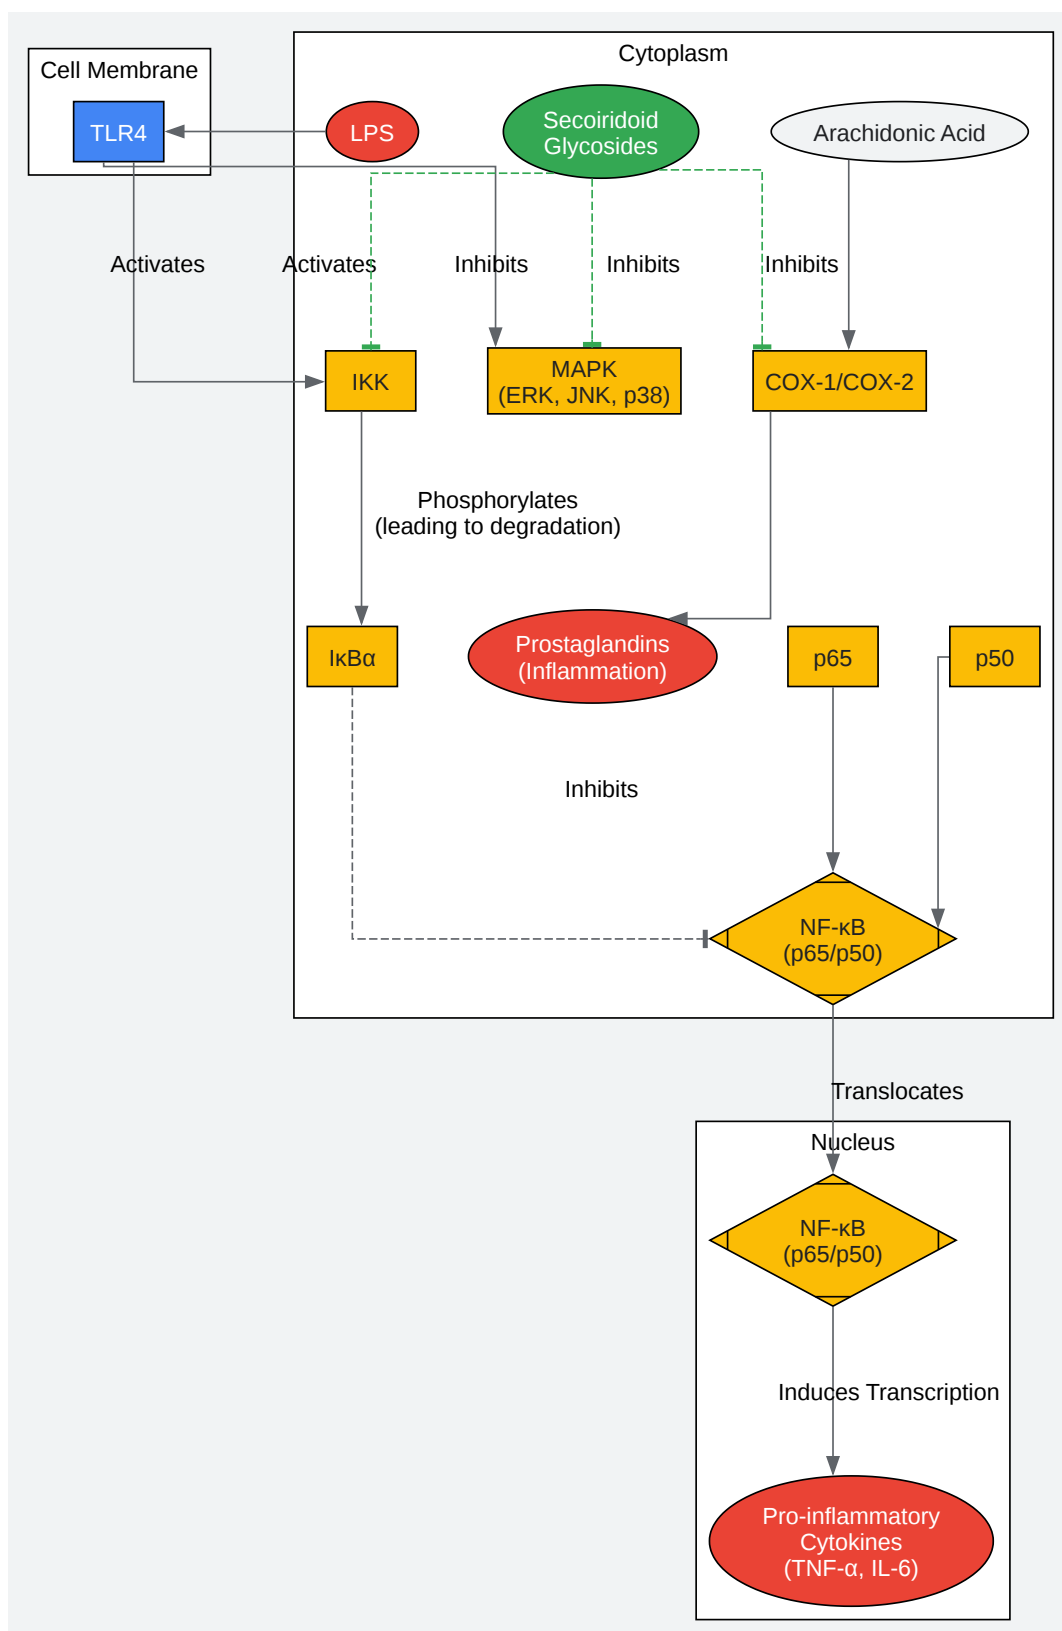 Cytoplasm
Cell Membrane
TLR4
LPS
Secoiridoid
Glycosides
Arachidonic Acid
Activates
Activates
Inhibits
Inhibits
Inhibits
IKK
MAPK
(ERK, JNK, p38)
COX-1/COX-2
Phosphorylates
(leading to degradation)
IκBα
Prostaglandins
(Inflammation)
p65
p50
Inhibits
NF-κB
(p65/p50)
Translocates
Nucleus
NF-κB
(p65/p50)
Induces Transcription
Pro-inflammatory
Cytokines
(TNF-α, IL-6)